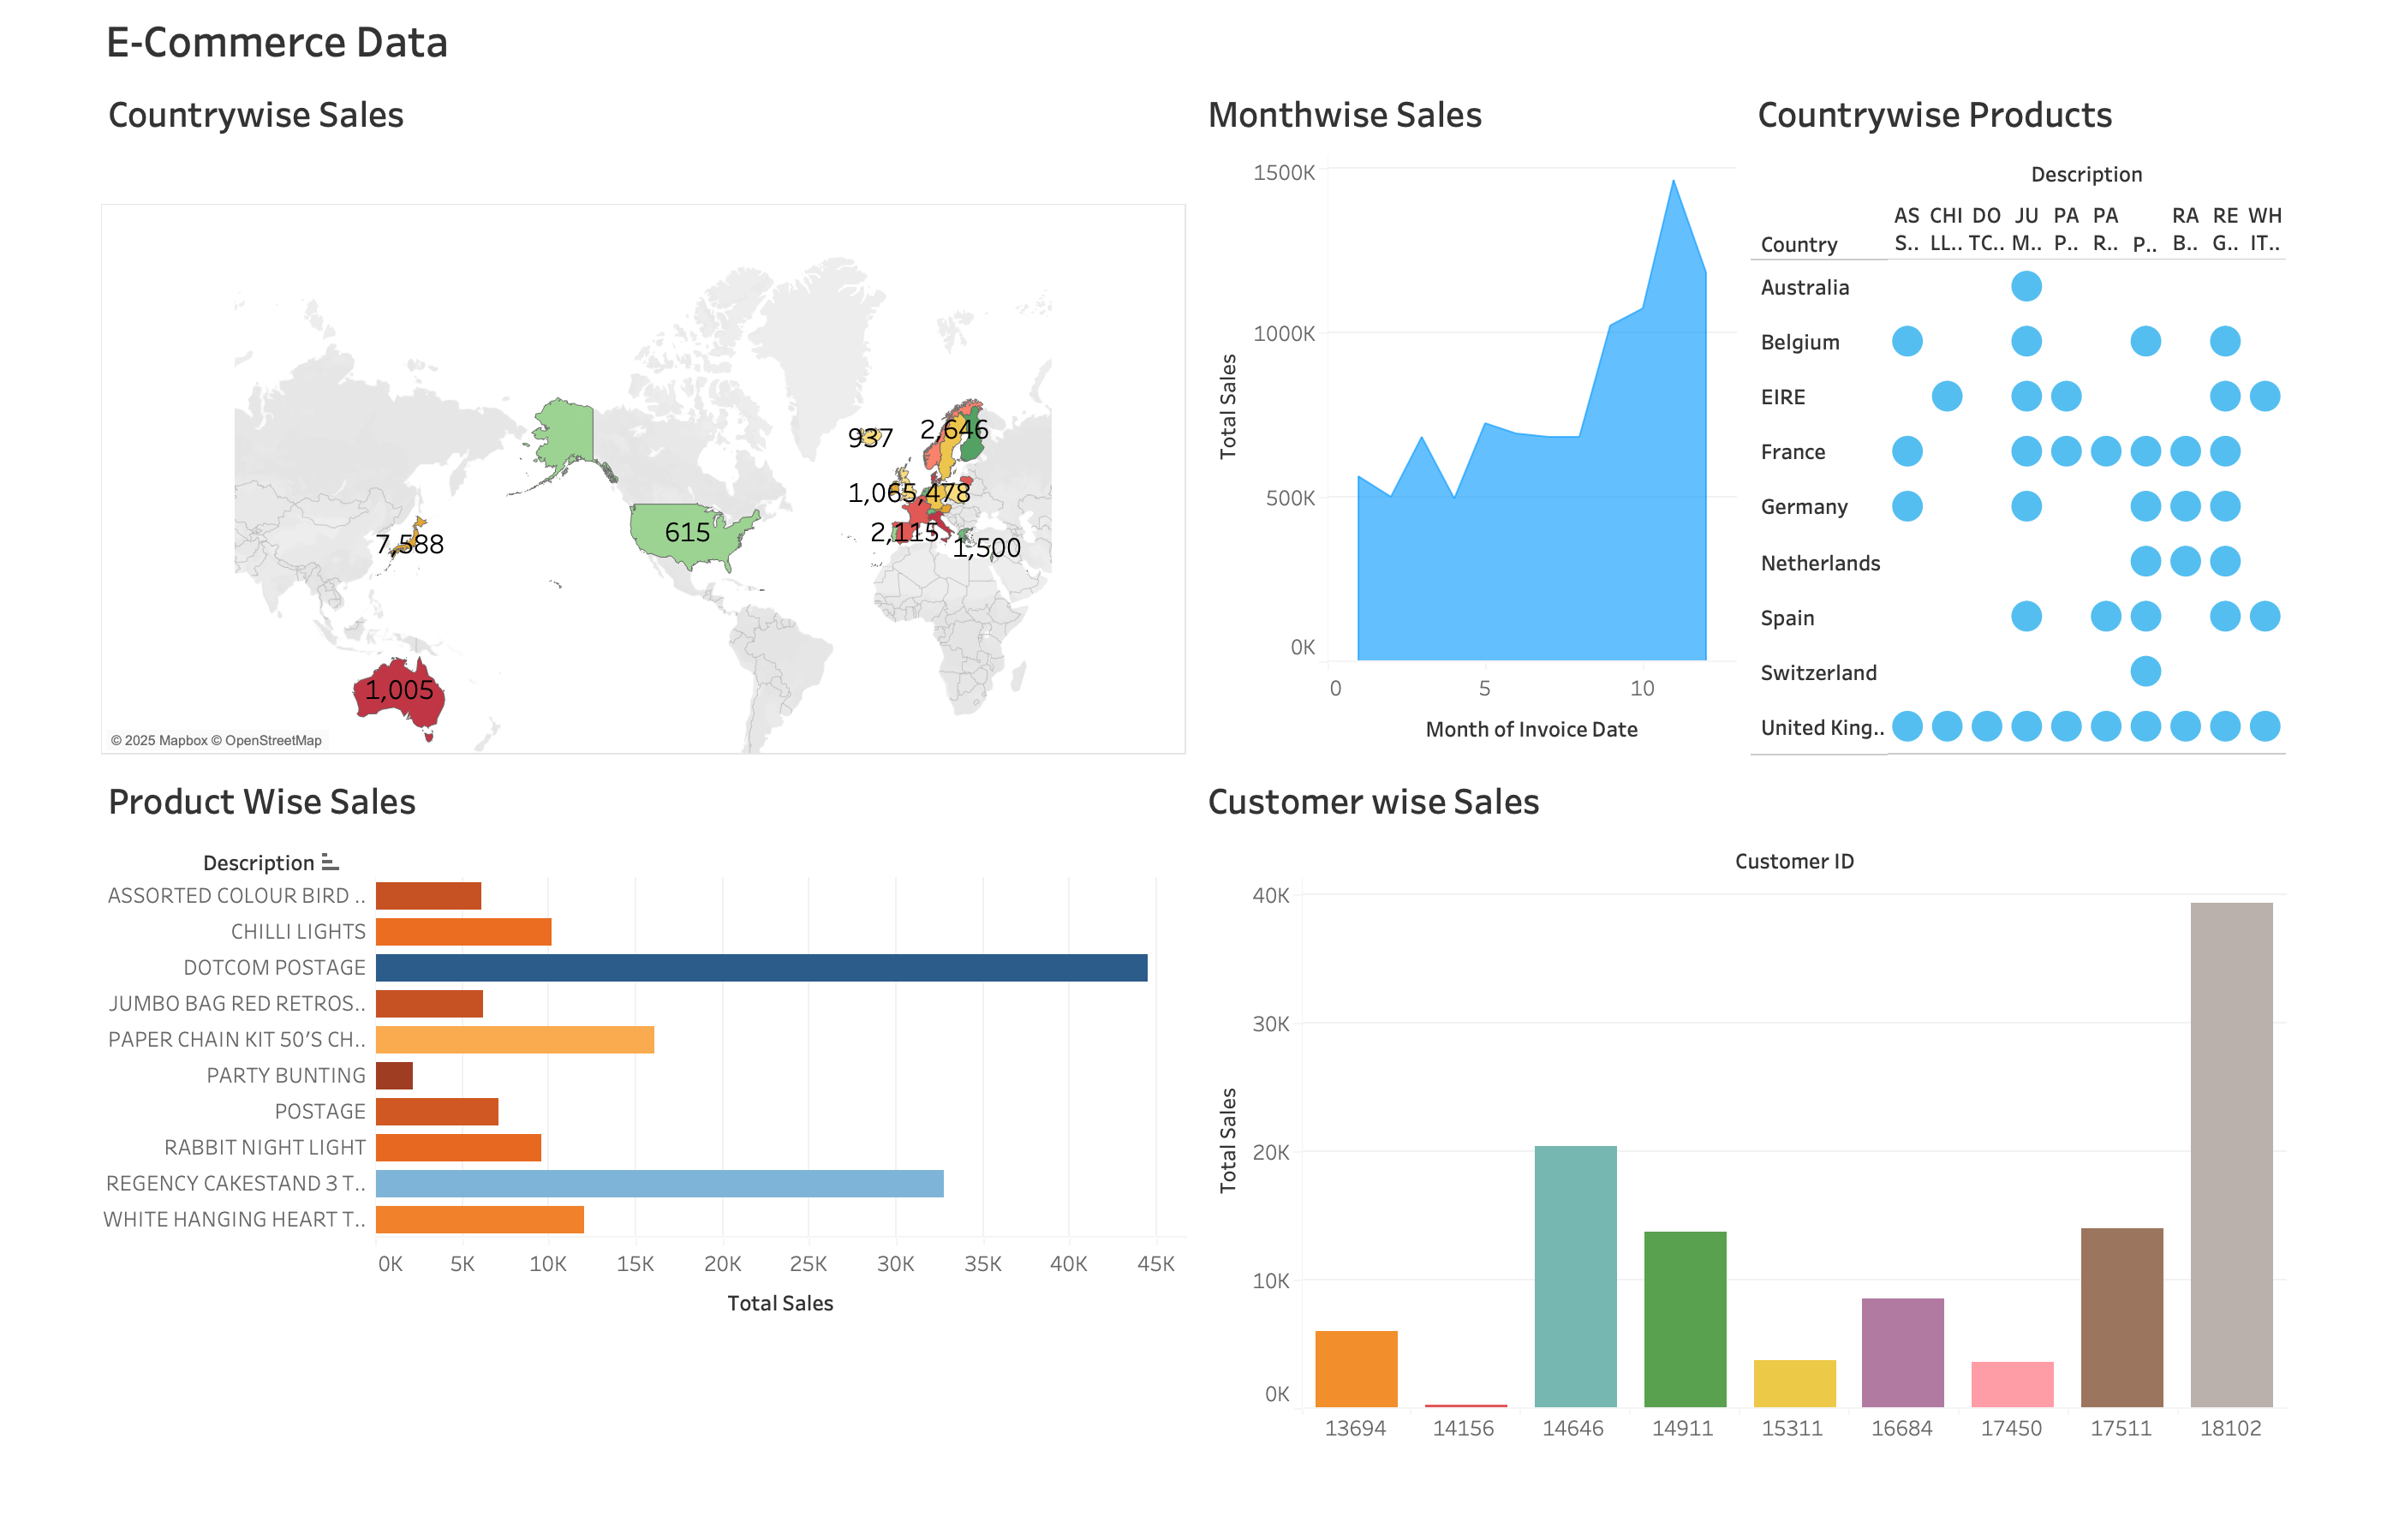 E-Commerce Data
Countrywise Sales
937
2,646
1,065,478
7,588
615
2,115
1,500
1,005
© 2025 Mapbox © OpenStreetMap
Monthwise Sales
1500K
1000K
500K
0K
Total Sales
0 5 10
Month of Invoice Date
Countrywise Products
Description
AS CHI DO JU PA PA RA RE WH
Country S.. LL.. TC.. M.. P.. R.. P.. B.. G.. IT..
Australia
Belgium
EIRE
France
Germany
Netherlands
Spain
Switzerland
United King..
Product Wise Sales
Description
ASSORTED COLOUR BIRD ..
CHILLI LIGHTS
DOTCOM POSTAGE
JUMBO BAG RED RETROS..
PAPER CHAIN KIT 50'S CH..
PARTY BUNTING
POSTAGE
RABBIT NIGHT LIGHT
REGENCY CAKESTAND 3 T..
WHITE HANGING HEART T..
0K 5K 10K 15K 20K 25K 30K 35K 40K 45K
Total Sales
Customer wise Sales
Customer ID
40K
30K
20K
10K
0K
Total Sales
13694 14156 14646 14911 15311 16684 17450 17511 18102